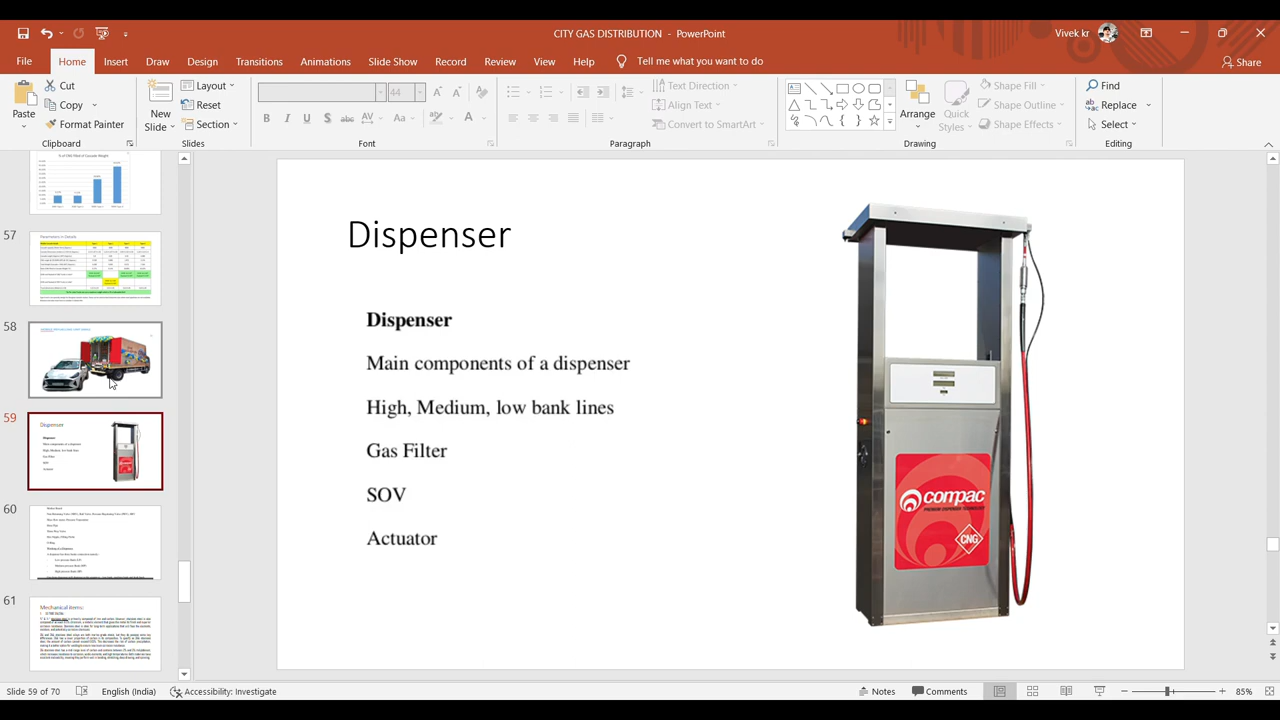 CITY GAS DISTRIBUTION - PowerPoint
Vivek kr
File Home Insert Draw Design Transitions Animations Slide Show Record Review View Help Tell me what you want to do
Share
Paste
Cut
Copy
Format Painter
Clipboard
New Slide
Layout
Reset
Section
Slides
44
Font
Text Direction
Align Text
Convert to SmartArt
Paragraph
Arrange
Quick Styles
Shape Fill
Shape Outline
Shape Effects
Drawing
Find
Replace
Select
Editing
57
58
59
60
61
Mechanical items:
Dispenser
Dispenser
Main components of a dispenser
High, Medium, low bank lines
Gas Filter
SOV
Actuator
compac
CNG
Slide 59 of 70
English (India)
Accessibility: Investigate
Notes
Comments
85%